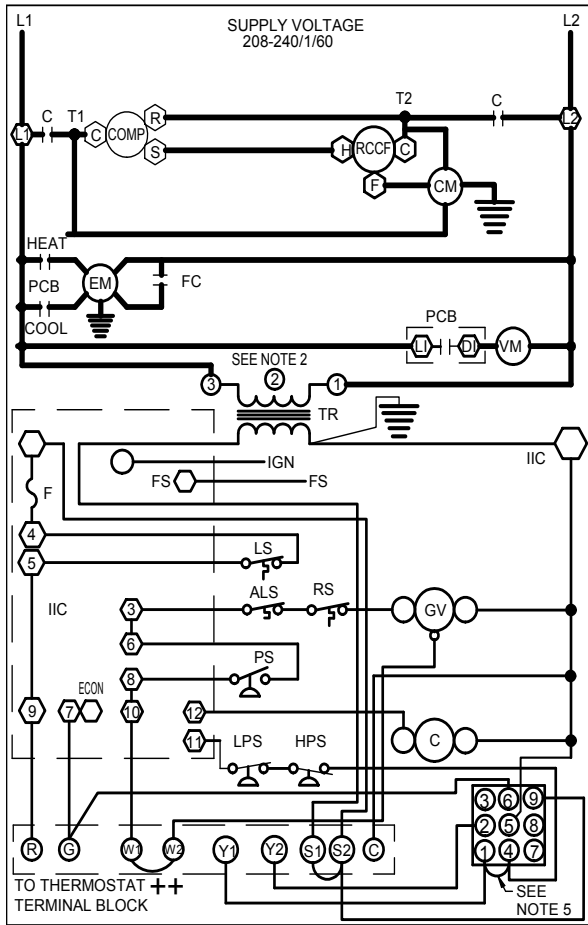 L1 SUPPLY VOLTAGE L2
208-240/1/60
C T1 T2 C
L1 C COMP R L2
S H RCCF C
F CM
HEAT
PCB EM FC
COOL
PCB
LI DI VM
SEE NOTE 2
3 2 1
TR
IGN IIC
FS FS
F
4
5 LS
IIC 3 ALS RS GV
6
8 PS
ECON
9 7 10 12
11 LPS HPS C
3 6 9
2 5 8
1 4 7
R G W1 W2 Y1 Y2 S1 S2 C
TO THERMOSTAT ++
TERMINAL BLOCK
SEE
NOTE 5